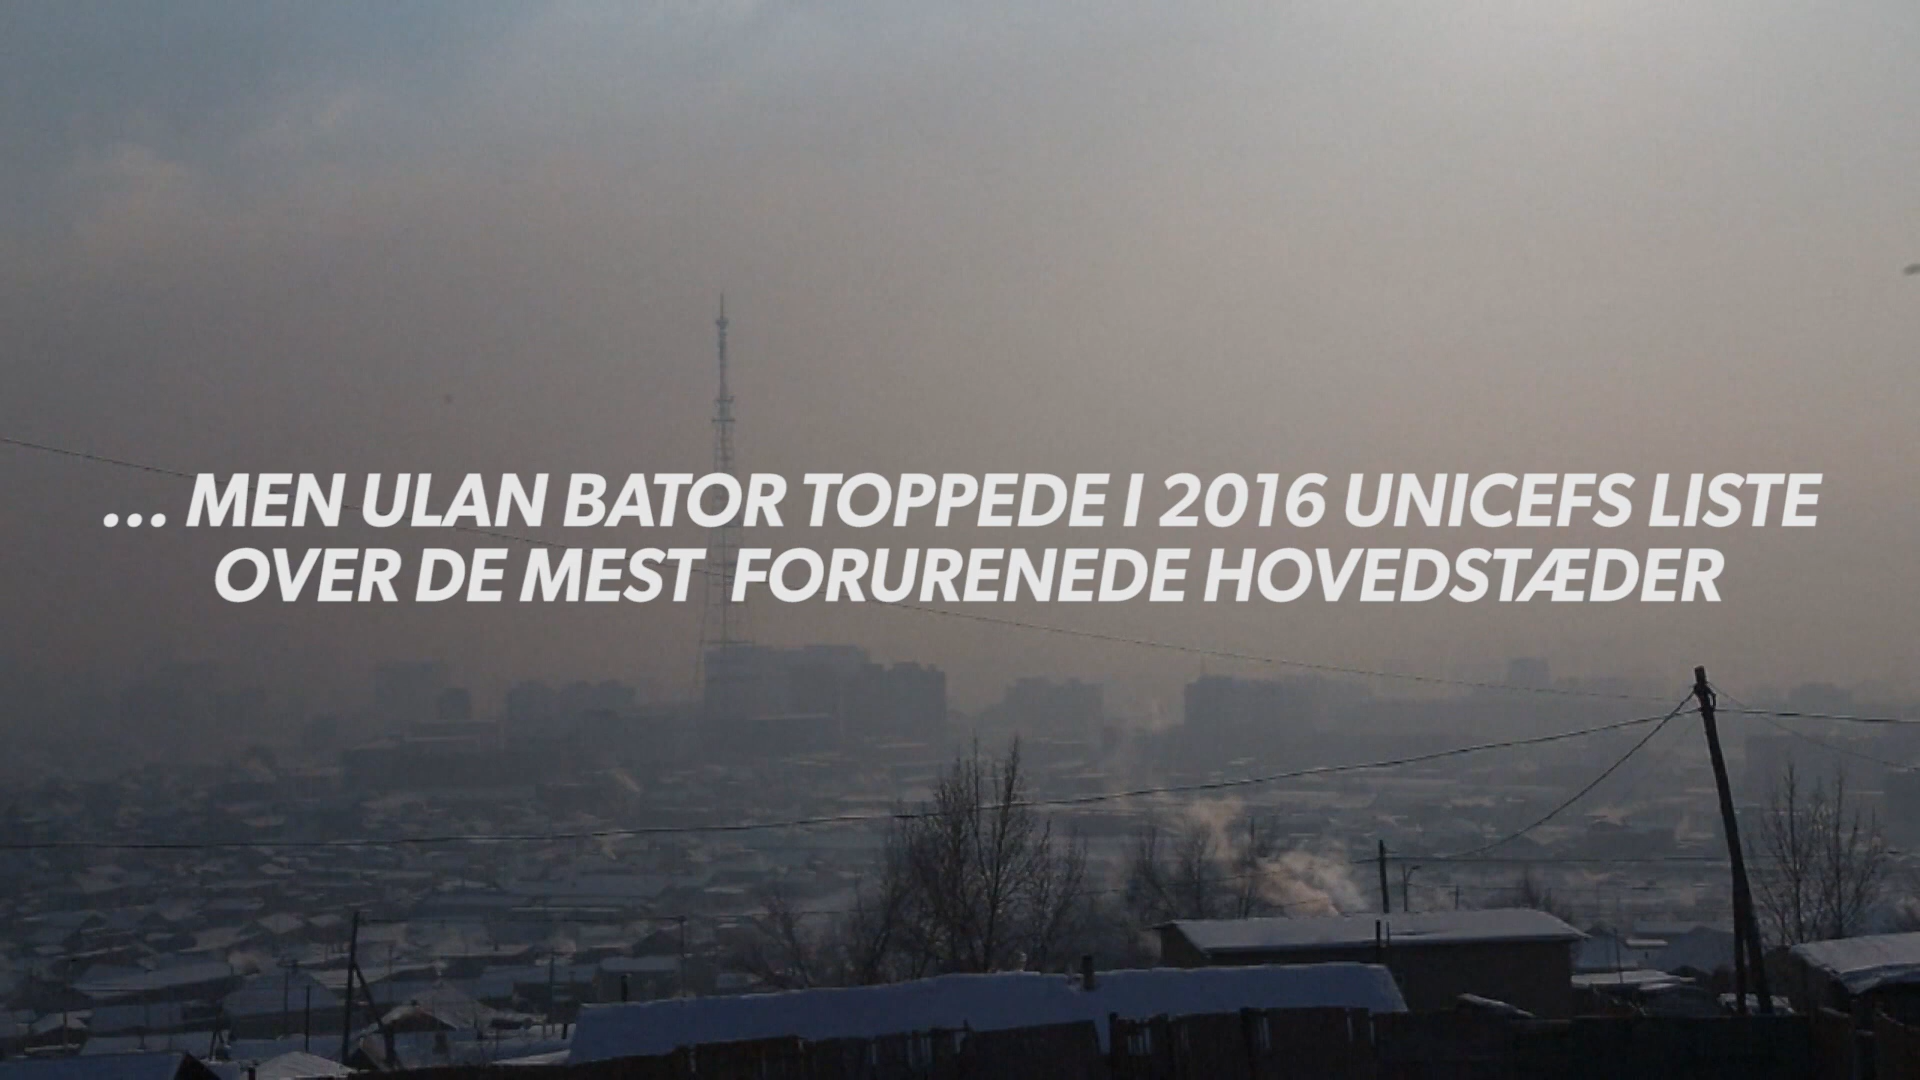 ... MEN ULAN BATOR TOPPEDE I 2016 UNICEFS LISTE
OVER DE MEST FORURENEDE HOVEDSTÆDER